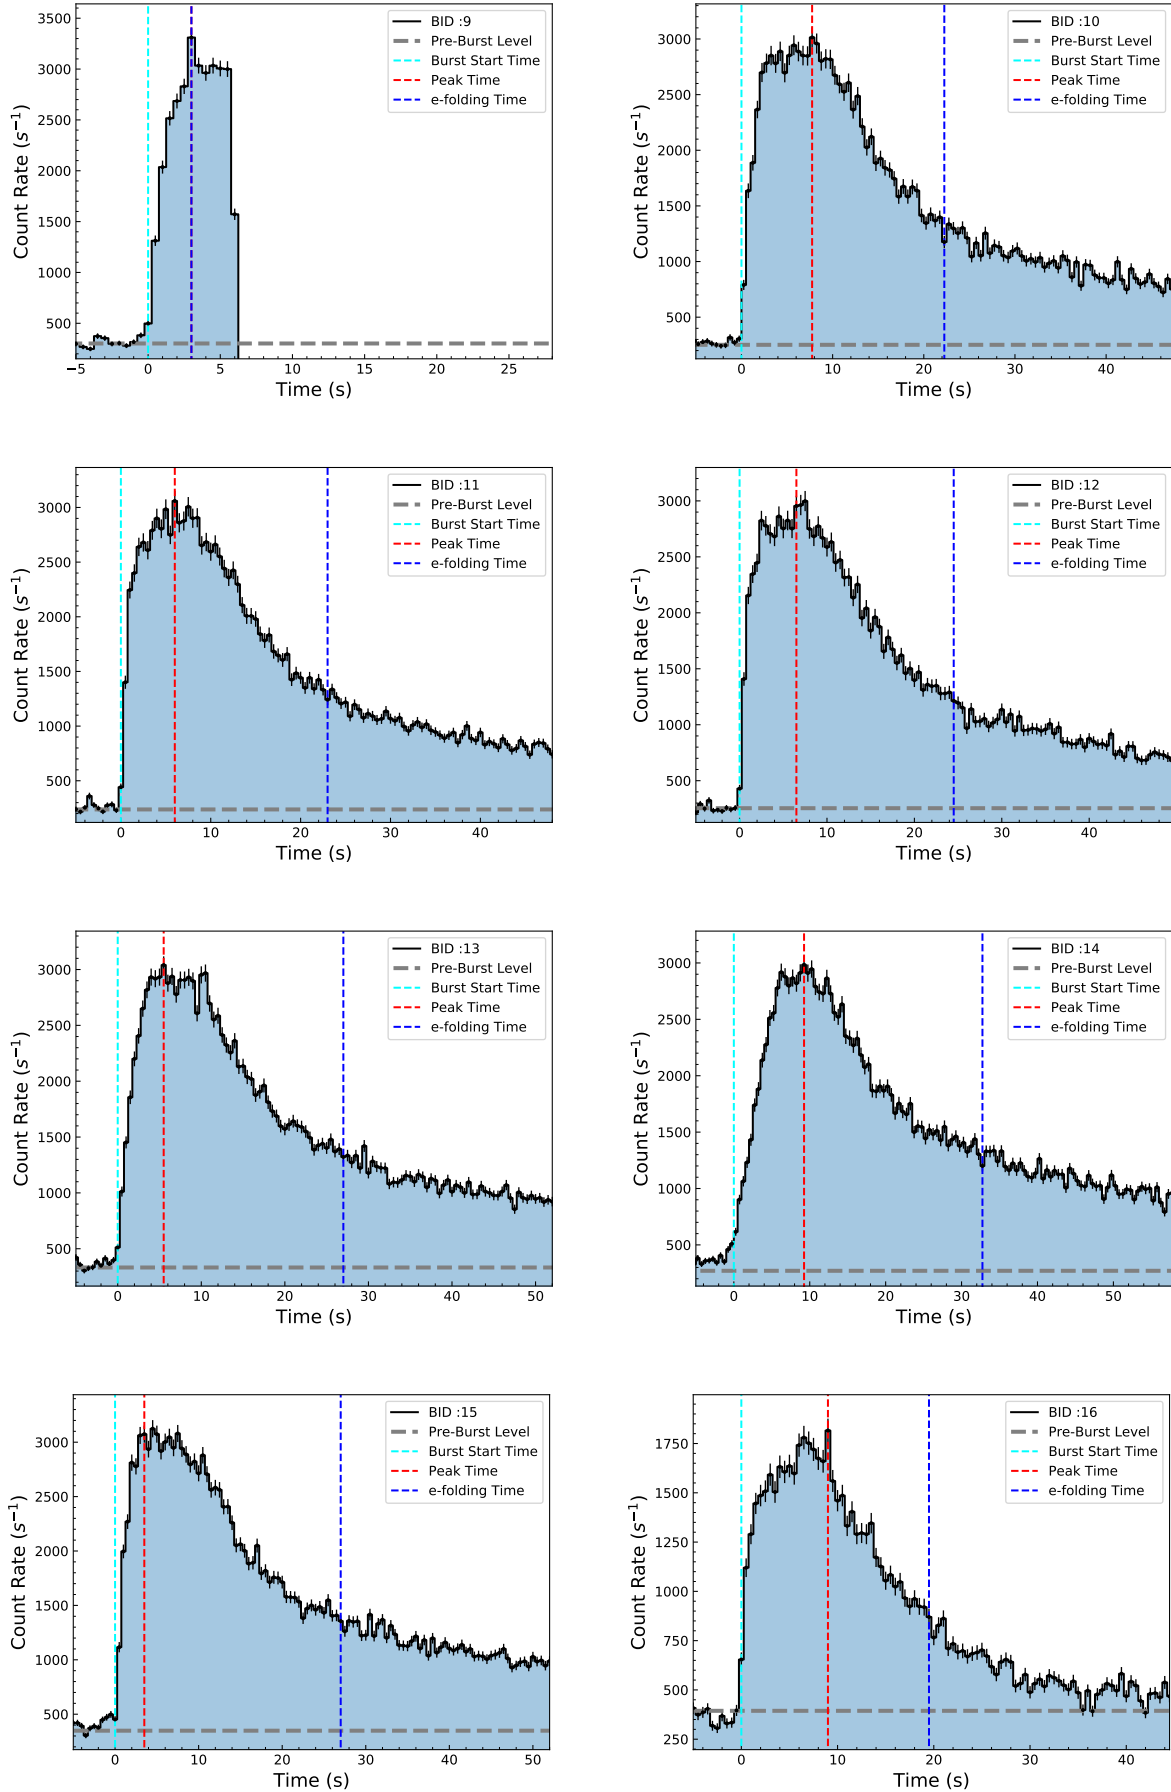 BID :9
Pre-Burst Level
Burst Start Time
Peak Time
e-folding Time
Count Rate (s⁻¹)
3500
3000
2500
2000
1500
1000
500
−5 0 5 10 15 20 25
Time (s)
BID :10
Pre-Burst Level
Burst Start Time
Peak Time
e-folding Time
Count Rate (s⁻¹)
3000
2500
2000
1500
1000
500
0 10 20 30 40
Time (s)
BID :11
Pre-Burst Level
Burst Start Time
Peak Time
e-folding Time
Count Rate (s⁻¹)
3000
2500
2000
1500
1000
500
0 10 20 30 40
Time (s)
BID :12
Pre-Burst Level
Burst Start Time
Peak Time
e-folding Time
Count Rate (s⁻¹)
3000
2500
2000
1500
1000
500
0 10 20 30 40
Time (s)
BID :13
Pre-Burst Level
Burst Start Time
Peak Time
e-folding Time
Count Rate (s⁻¹)
3000
2500
2000
1500
1000
500
0 10 20 30 40 50
Time (s)
BID :14
Pre-Burst Level
Burst Start Time
Peak Time
e-folding Time
Count Rate (s⁻¹)
3000
2500
2000
1500
1000
500
0 10 20 30 40 50
Time (s)
BID :15
Pre-Burst Level
Burst Start Time
Peak Time
e-folding Time
Count Rate (s⁻¹)
3000
2500
2000
1500
1000
500
0 10 20 30 40 50
Time (s)
BID :16
Pre-Burst Level
Burst Start Time
Peak Time
e-folding Time
Count Rate (s⁻¹)
1750
1500
1250
1000
750
500
250
0 10 20 30 40
Time (s)